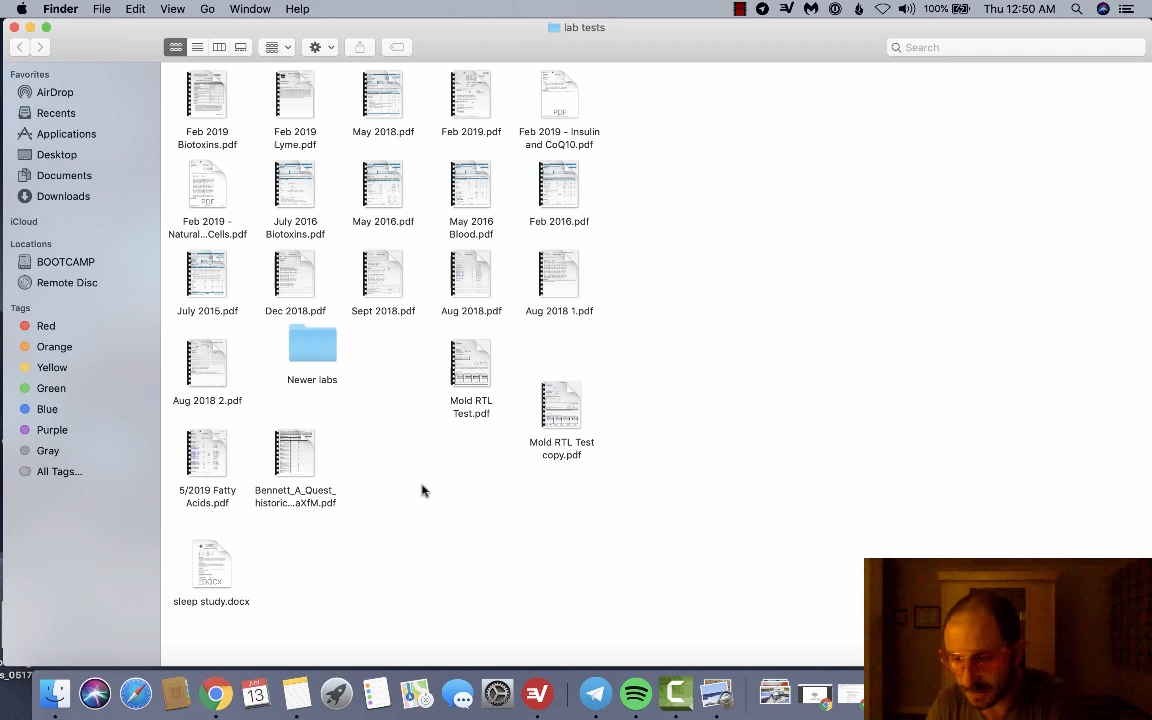 Finder File Edit View Go Window Help 100% Thu 12:50 AM
lab tests
Search
Favorites
AirDrop
Recents
Applications
Desktop
Documents
Downloads
iCloud
Locations
BOOTCAMP
Remote Disc
Tags
Red
Orange
Yellow
Green
Blue
Purple
Gray
All Tags...
Feb 2019
Biotoxins.pdf
Feb 2019
Lyme.pdf
May 2018.pdf
Feb 2019.pdf
PDF
Feb 2019 - Insulin
and CoQ10.pdf
PDF
Feb 2019 -
Natural...Cells.pdf
July 2016
Biotoxins.pdf
May 2016.pdf
May 2016
Blood.pdf
Feb 2016.pdf
July 2015.pdf
Dec 2018.pdf
Sept 2018.pdf
Aug 2018.pdf
Aug 2018 1.pdf
Aug 2018 2.pdf
Newer labs
Mold RTL
Test.pdf
Mold RTL Test
copy.pdf
5/2019 Fatty
Acids.pdf
Bennett_A_Quest_
historic...aXfM.pdf
DOCX
sleep study.docx
s_0517
JUN
13